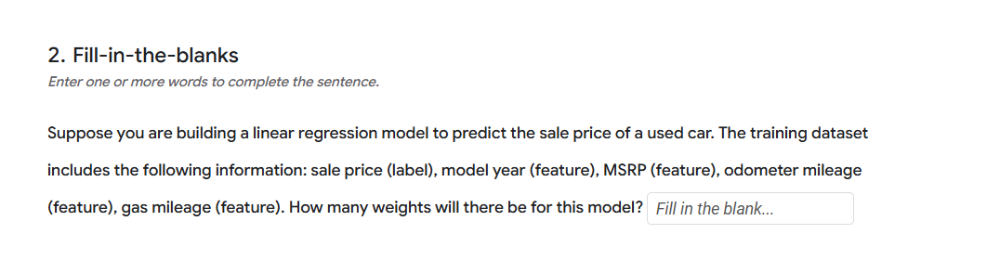 2. Fill-in-the-blanks
Enter one or more words to complete the sentence.
Suppose you are building a linear regression model to predict the sale price of a used car. The training dataset
includes the following information: sale price (label), model year (feature), MSRP (feature), odometer mileage
(feature), gas mileage (feature). How many weights will there be for this model? Fill in the blank...